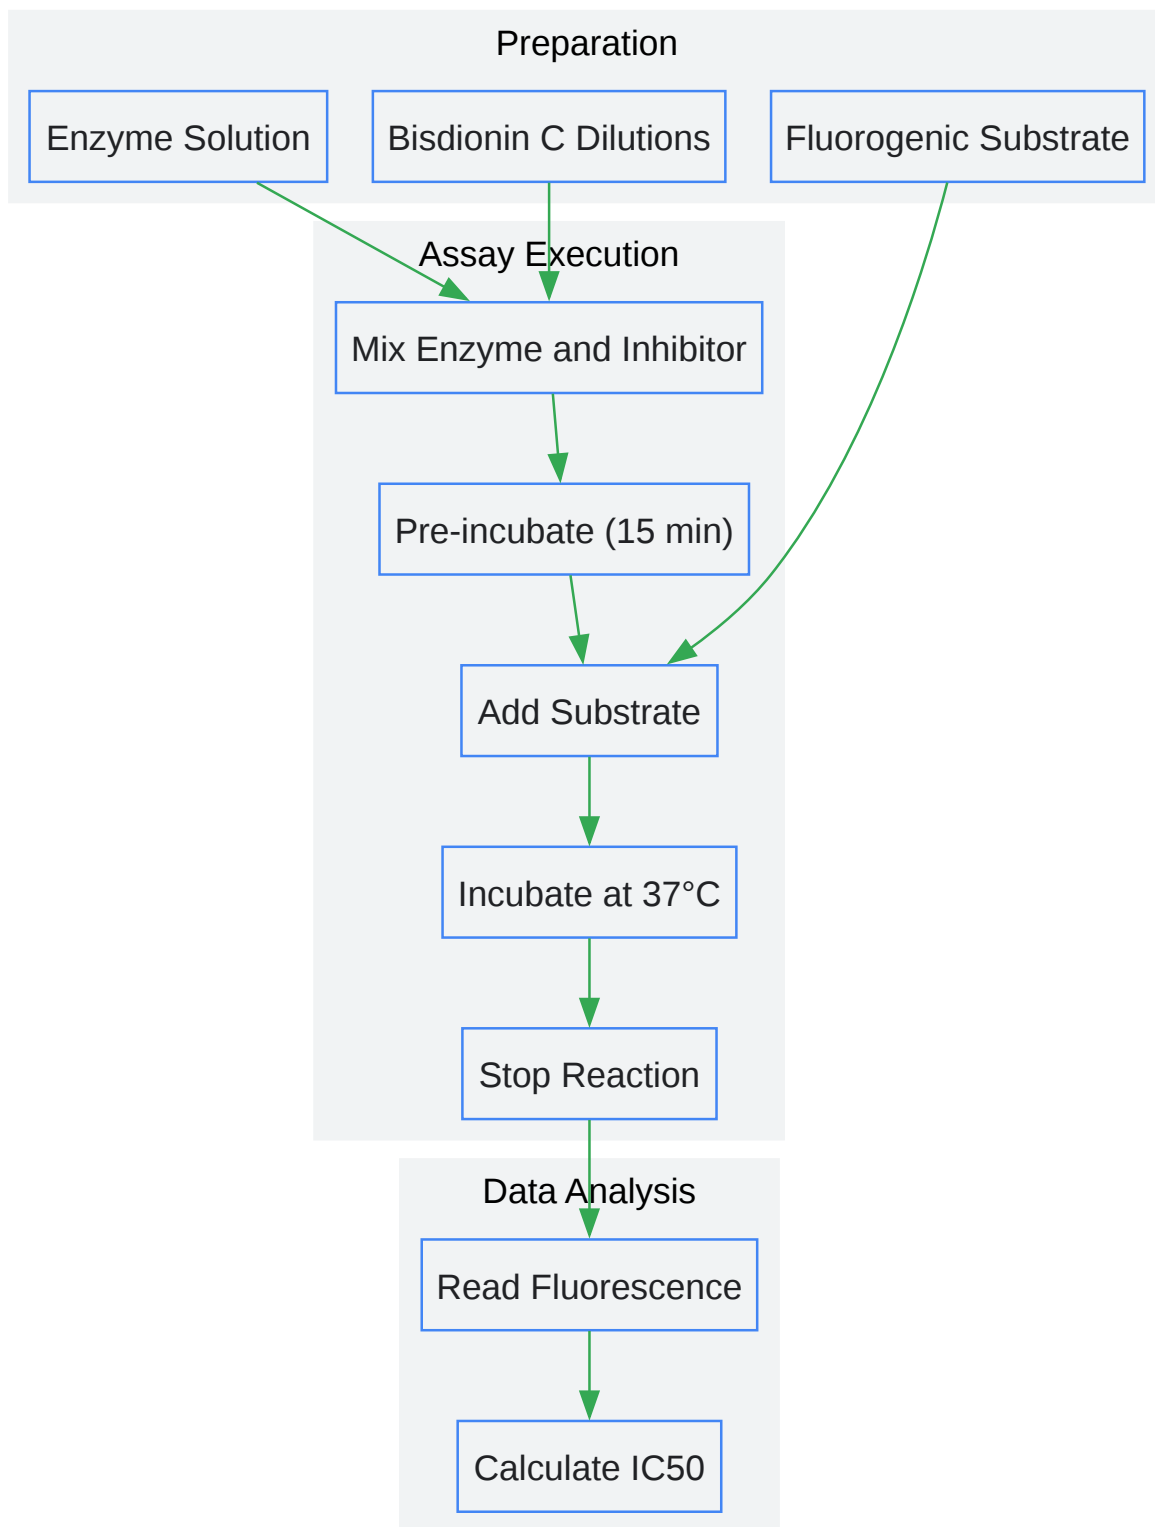 Preparation
Enzyme Solution
Bisdionin C Dilutions
Fluorogenic Substrate
Assay Execution
Mix Enzyme and Inhibitor
Pre-incubate (15 min)
Add Substrate
Incubate at 37°C
Stop Reaction
Data Analysis
Read Fluorescence
Calculate IC50